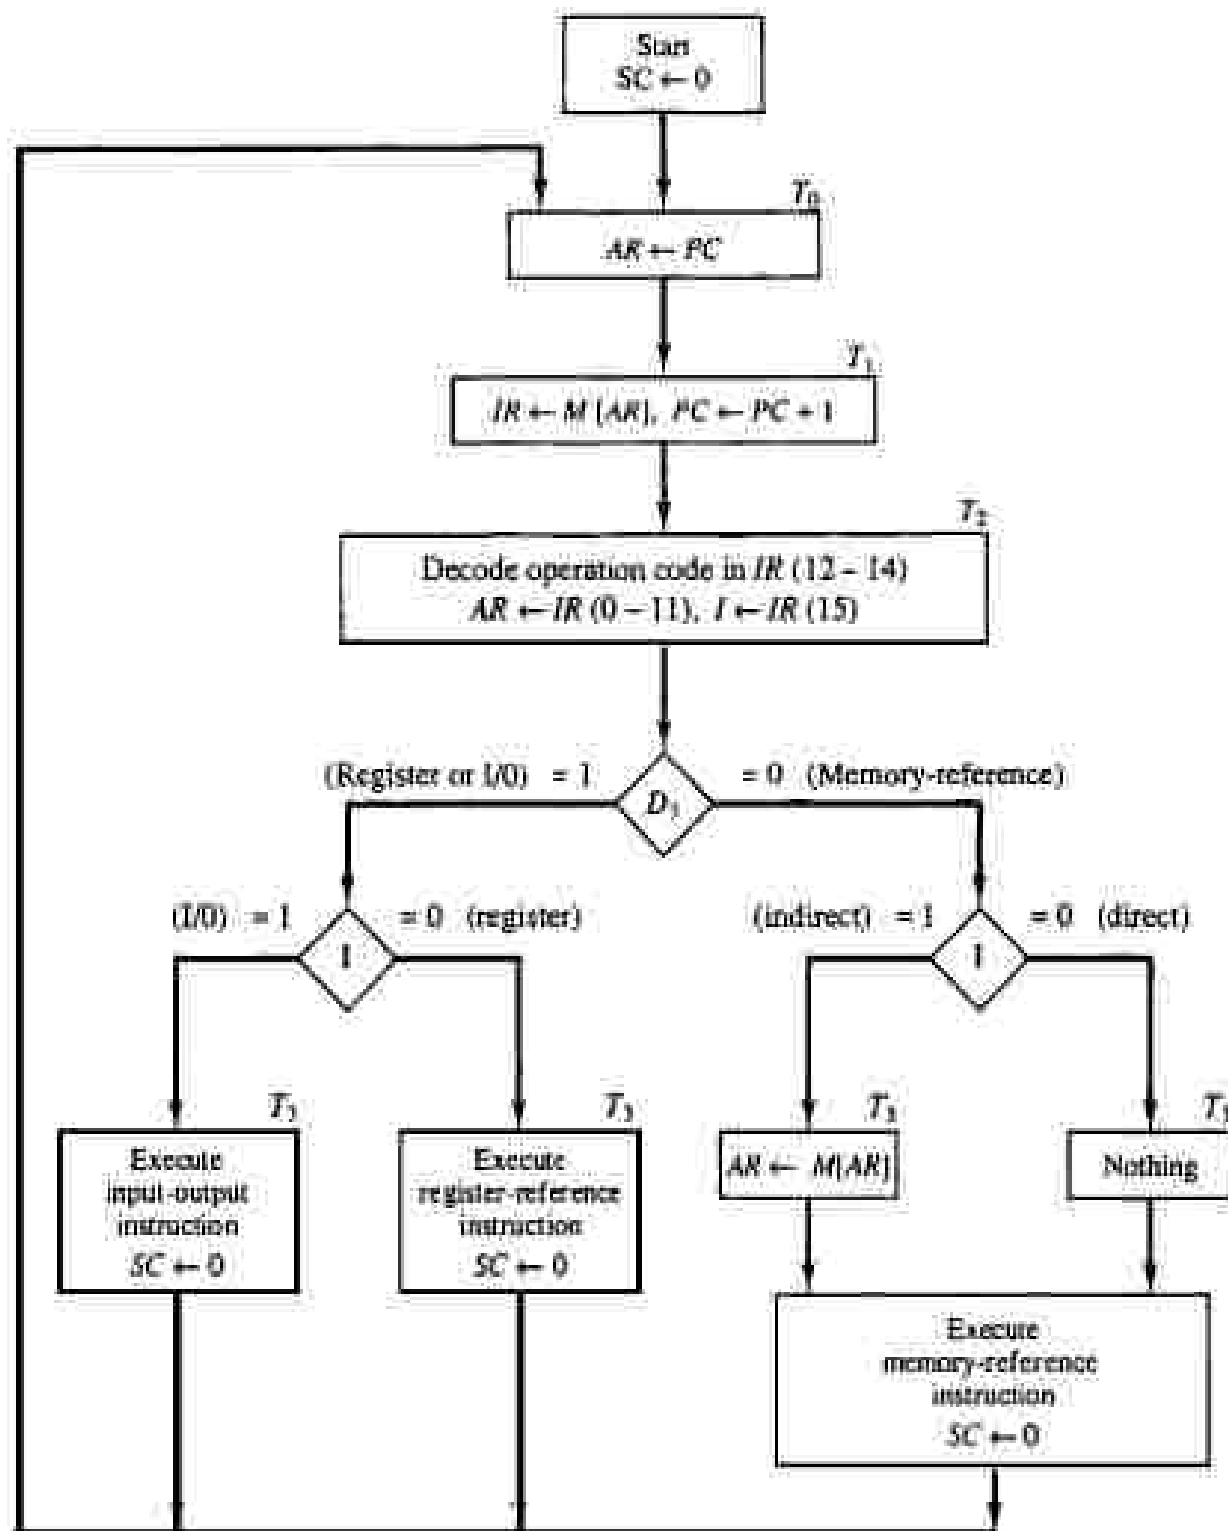 Start
SC ← 0
T₀
AR ← PC
T₁
IR ← M [AR], PC ← PC + 1
T₂
Decode operation code in IR (12 – 14)
AR ← IR (0 – 11), I ← IR (15)
(Register or I/0) = 1
D₇
= 0 (Memory-reference)
(I/0) = 1
I
= 0 (register)
(indirect) = 1
I
= 0 (direct)
T₃
T₃
T₃
T₃
Execute
input-output
instruction
SC ← 0
Execute
register-reference
instruction
SC ← 0
AR ← M[AR]
Nothing
Execute
memory-reference
instruction
SC ← 0